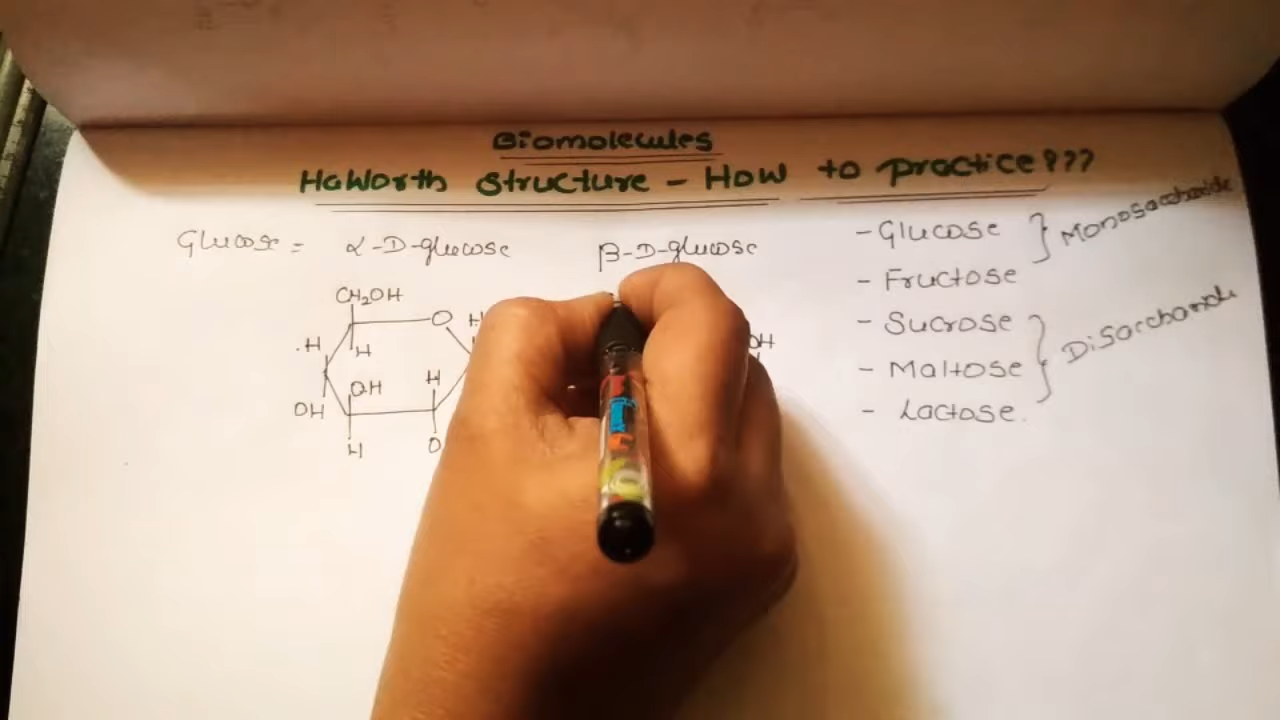 Biomolecules
Haworth Structure - How to practice???
Glucose = α-D-glucose β-D-glucose
- Glucose } Monosaccharide
- Fructose
- Sucrose
- Maltose } Disaccharide
- Lactose.
CH₂OH
O H
H H
OH H
OH
H O
OH